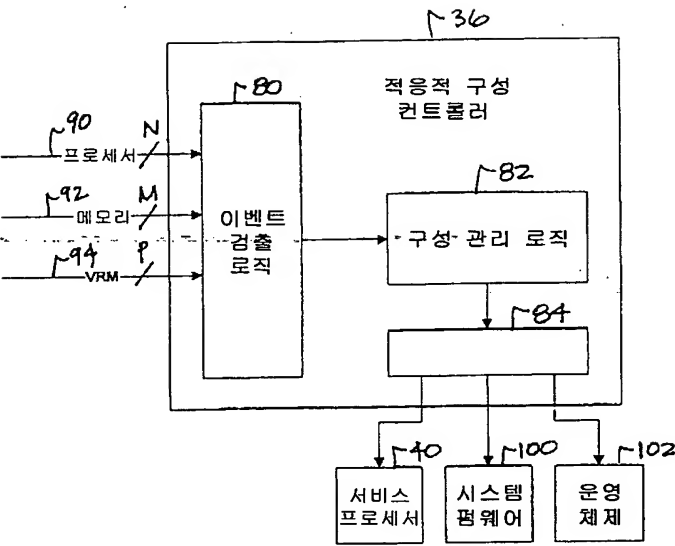 36
80
적응적 구성
컨트롤러
90
프로세서 N
82
92
메모리 M
이벤트
검출
로직
구성 관리 로직
94
VRM P
84
40
100
102
서비스
프로세서
시스템
펌웨어
운영
체제